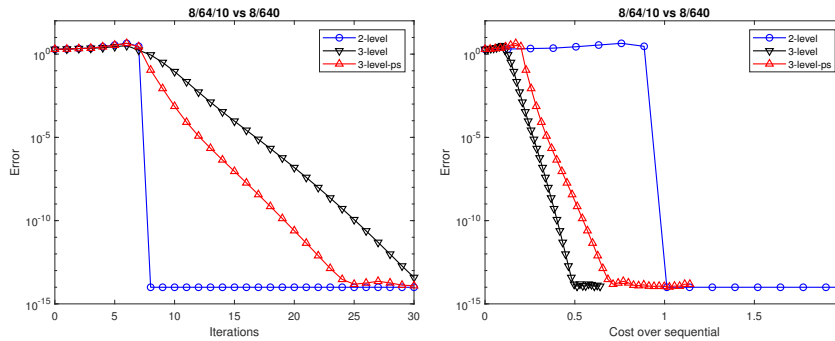 8/64/10 vs 8/640
10^0
10^-5
10^-10
10^-15
Error
0 5 10 15 20 25 30
Iterations
2-level
3-level
3-level-ps
8/64/10 vs 8/640
10^0
10^-5
10^-10
10^-15
Error
0 0.5 1 1.5
Cost over sequential
2-level
3-level
3-level-ps